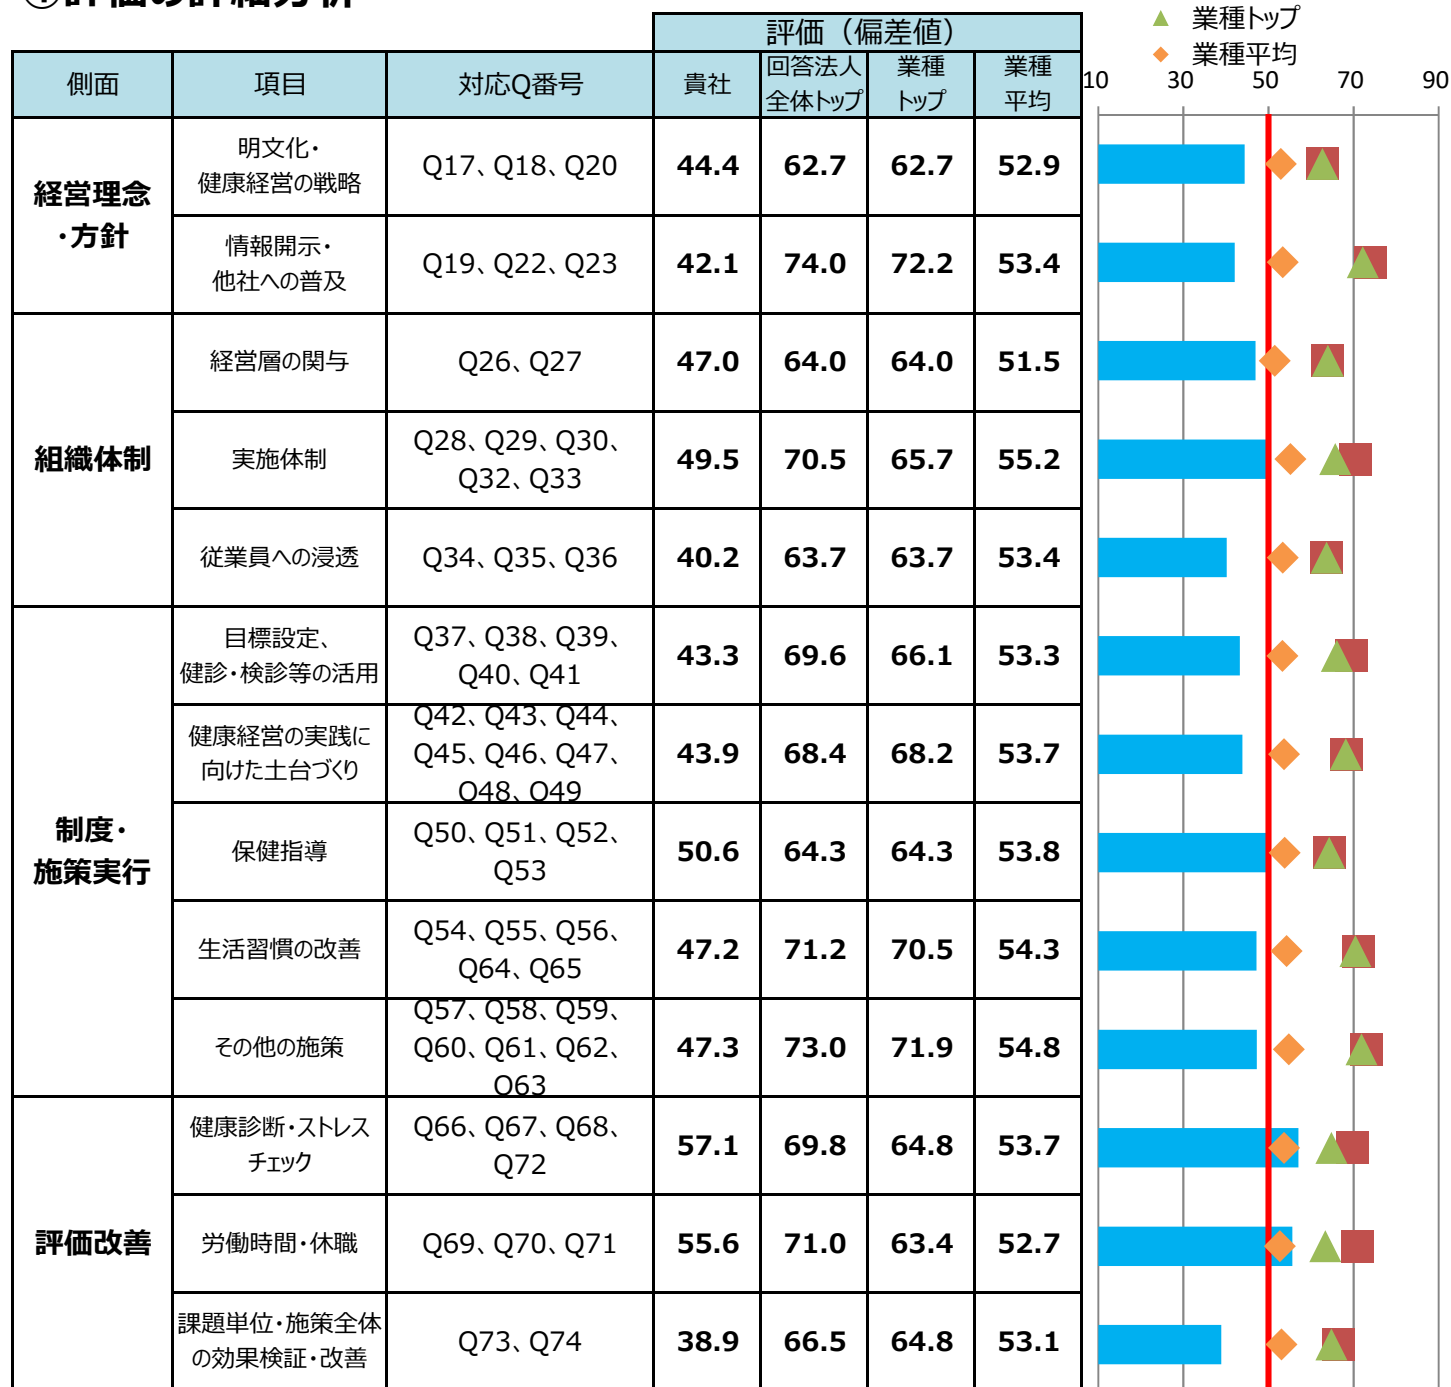 ①評価の詳細分析
業種トップ
業種平均
評価（偏差値）
側面 項目 対応Q番号 貴社 回答法人 業種 業種
全体トップ トップ 平均
10 30 50 70 90
経営理念
・方針
明文化・
健康経営の戦略
Q17、Q18、Q20 44.4 62.7 62.7 52.9
情報開示・
他社への普及
Q19、Q22、Q23 42.1 74.0 72.2 53.4
組織体制
経営層の関与 Q26、Q27 47.0 64.0 64.0 51.5
実施体制
Q28、Q29、Q30、
Q32、Q33
49.5 70.5 65.7 55.2
従業員への浸透 Q34、Q35、Q36 40.2 63.7 63.7 53.4
制度・
施策実行
目標設定、
健診・検診等の活用
Q37、Q38、Q39、
Q40、Q41
43.3 69.6 66.1 53.3
健康経営の実践に
向けた土台づくり
Q42、Q43、Q44、
Q45、Q46、Q47、
Q48、Q49
43.9 68.4 68.2 53.7
保健指導
Q50、Q51、Q52、
Q53
50.6 64.3 64.3 53.8
生活習慣の改善
Q54、Q55、Q56、
Q64、Q65
47.2 71.2 70.5 54.3
その他の施策
Q57、Q58、Q59、
Q60、Q61、Q62、
Q63
47.3 73.0 71.9 54.8
評価改善
健康診断・ストレス
チェック
Q66、Q67、Q68、
Q72
57.1 69.8 64.8 53.7
労働時間・休職 Q69、Q70、Q71 55.6 71.0 63.4 52.7
課題単位・施策全体
の効果検証・改善
Q73、Q74 38.9 66.5 64.8 53.1